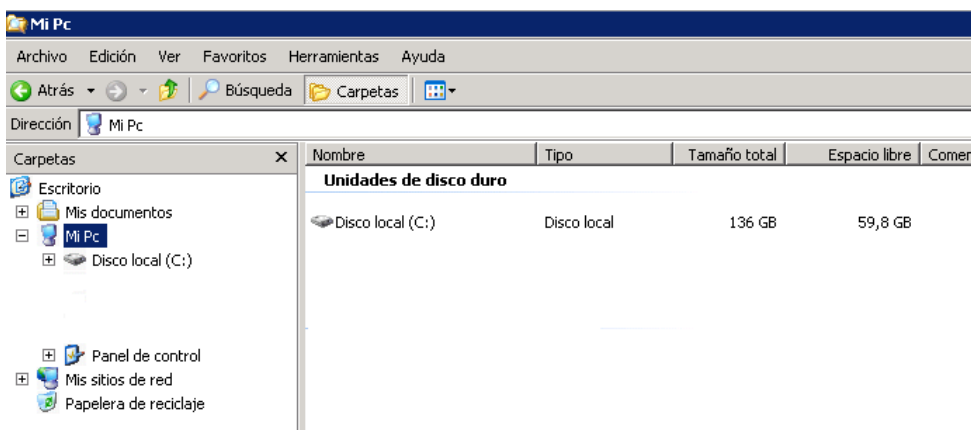 Mi Pc
Archivo Edición Ver Favoritos Herramientas Ayuda
Atrás Búsqueda Carpetas
Dirección Mi Pc
Carpetas
Escritorio
Mis documentos
Mi Pc
Disco local (C:)
Panel de control
Mis sitios de red
Papelera de reciclaje
Nombre Tipo Tamaño total Espacio libre Comer
Unidades de disco duro
Disco local (C:) Disco local 136 GB 59,8 GB